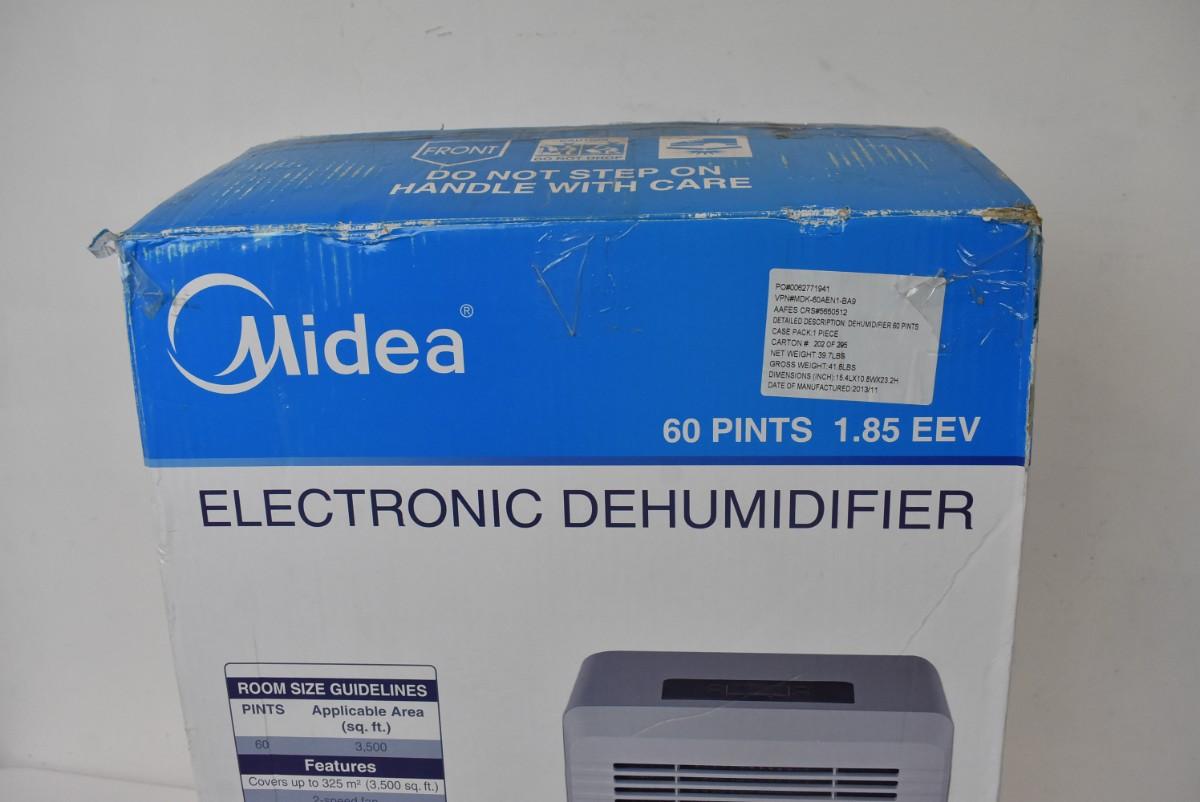 FRONT
DO NOT DROP
DO NOT STEP ON
HANDLE WITH CARE
Midea®
PO#0062771941
VPN#MDK-60AEN1-BA9
AAFES CRS#5650512
DETAILED DESCRIPTION: DEHUMIDIFIER 60 PINTS
CASE PACK:1 PIECE
CARTON # 202 OF 395
NET WEIGHT:39.7LBS
GROSS WEIGHT:41.8LBS
DIMENSIONS (INCH):15.4LX10.8WX23.2H
DATE OF MANUFACTURED:2013/11
60 PINTS 1.85 EEV
ELECTRONIC DEHUMIDIFIER
ROOM SIZE GUIDELINES
PINTS Applicable Area
(sq. ft.)
60 3,500
Features
Covers up to 325 m² (3,500 sq. ft.)
2-speed fan